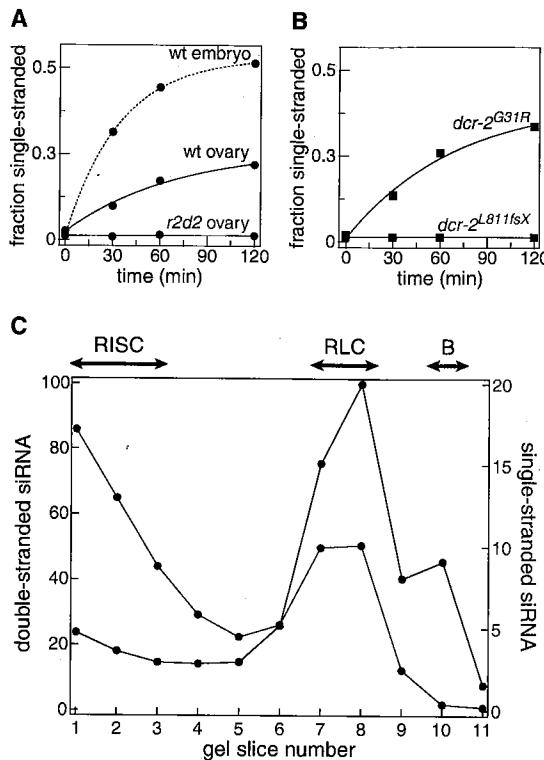 A
fraction single-stranded
0.5
0.3
0
wt embryo
wt ovary
r2d2 ovary
0 30 60 90 120
time (min)
B
fraction single-stranded
0.5
0.3
0
dcr-2G31R
dcr-2L811fsX
0 30 60 90 120
time (min)
C
RISC
RLC
B
double-stranded siRNA
100
80
60
40
20
0
20
15
10
5
0
single-stranded siRNA
1 2 3 4 5 6 7 8 9 10 11
gel slice number